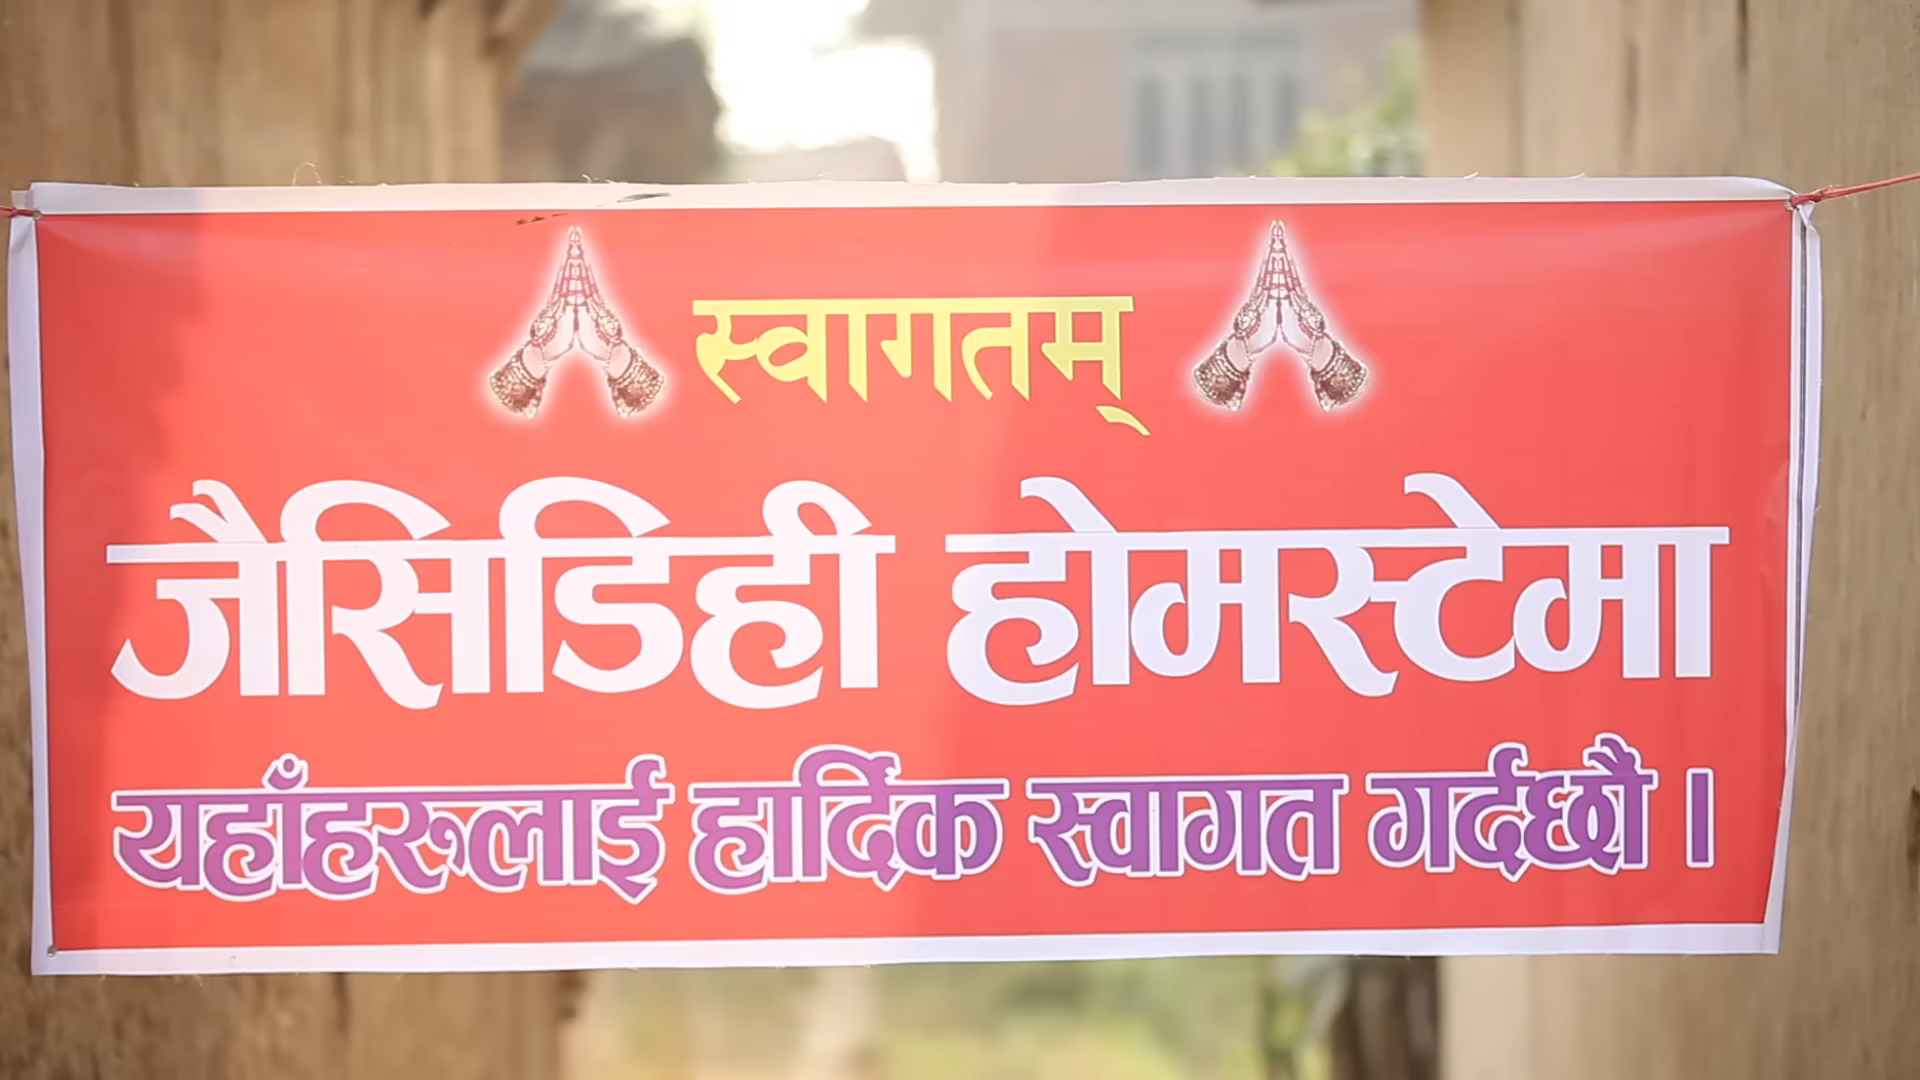 स्वागतम्
जैसिडिही होमस्टेमा
यहाँहरूलाई हार्दिक स्वागत गर्दछौ ।